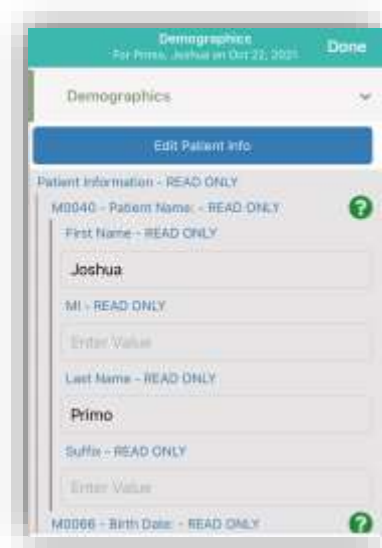 Demographics
For Primo, Joshua on Oct 22, 2021
Done
Demographics
Edit Patient Info
Patient Information - READ ONLY
M0040 - Patient Name: - READ ONLY
?
First Name - READ ONLY
Joshua
MI - READ ONLY
Enter Value
Last Name - READ ONLY
Primo
Suffix - READ ONLY
Enter Value
M0066 - Birth Date: - READ ONLY
?